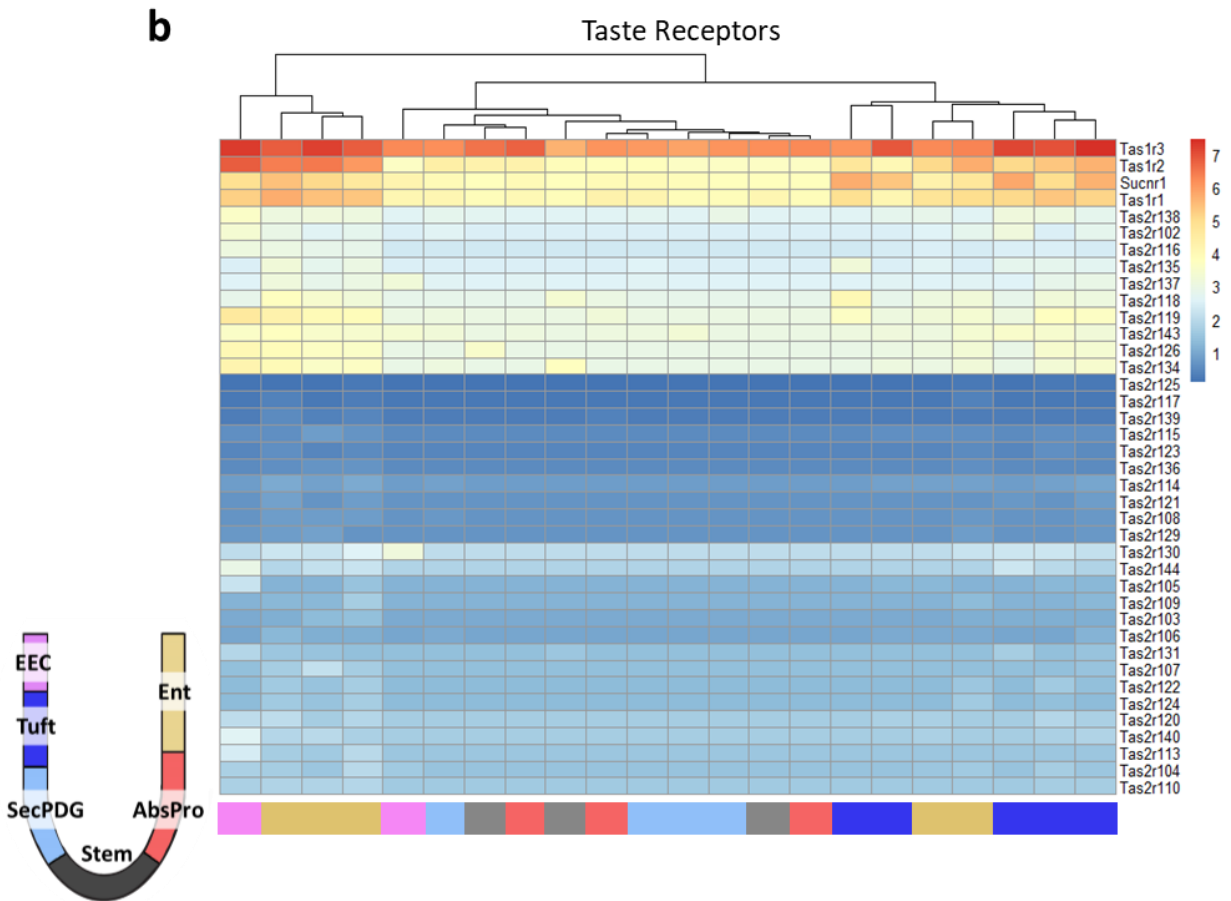 b
Taste Receptors
Tas1r3
Tas1r2
Sucnr1
Tas1r1
Tas2r138
Tas2r102
Tas2r116
Tas2r135
Tas2r137
Tas2r118
Tas2r119
Tas2r143
Tas2r126
Tas2r134
Tas2r125
Tas2r117
Tas2r139
Tas2r115
Tas2r123
Tas2r136
Tas2r114
Tas2r121
Tas2r108
Tas2r129
Tas2r130
Tas2r144
Tas2r105
Tas2r109
Tas2r103
Tas2r106
Tas2r131
Tas2r107
Tas2r122
Tas2r124
Tas2r120
Tas2r140
Tas2r113
Tas2r104
Tas2r110
7
6
5
4
3
2
1
EEC
Ent
Tuft
SecPDG
AbsPro
Stem